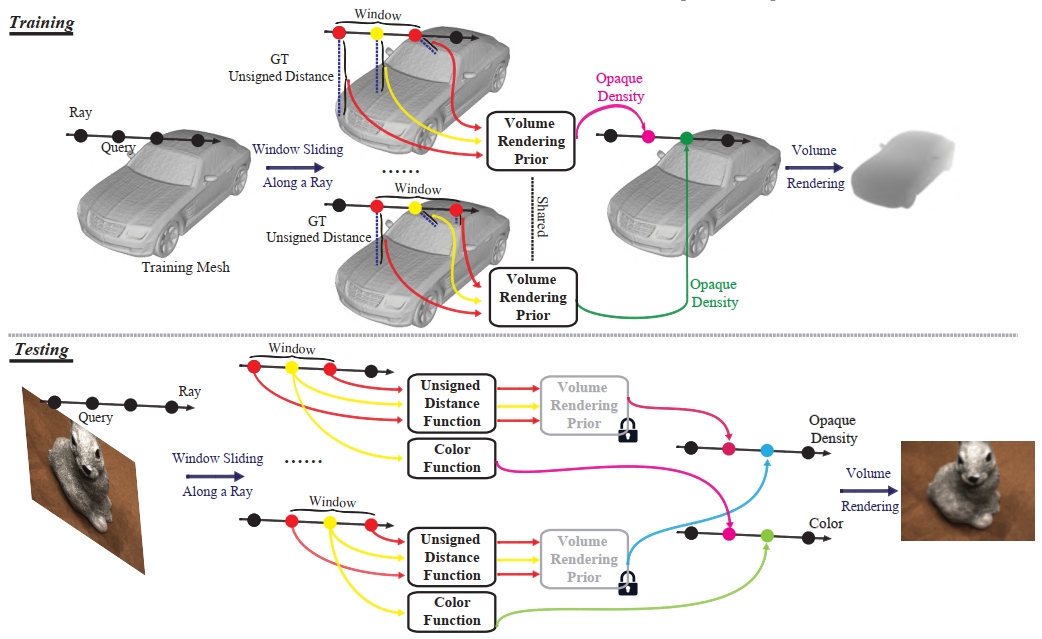 Training
Window
GT
Unsigned Distance
Opaque
Density
Ray
Query
Volume
Rendering
Prior
Window Sliding
Along a Ray
Volume
Rendering
......
Window
GT
Unsigned Distance
Shared
Training Mesh
Volume
Rendering
Prior
Opaque
Density
Testing
Window
Ray
Query
Unsigned
Distance
Function
Volume
Rendering
Prior
Opaque
Density
Color
Function
Window Sliding
Along a Ray
......
Volume
Rendering
Window
Color
Unsigned
Distance
Function
Volume
Rendering
Prior
Color
Function